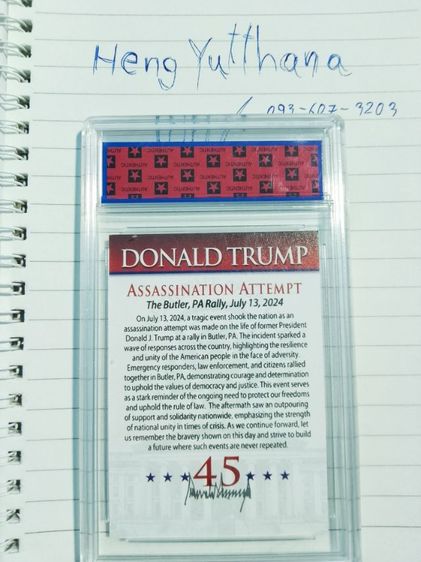 Heng Yutthana
093-607-3203
DONALD TRUMP
ASSASSINATION ATTEMPT
The Butler, PA Rally, July 13, 2024
On July 13, 2024, a tragic event shook the nation as an
assassination attempt was made on the life of former President
Donald J. Trump at a rally in Butler, PA. The incident sparked a
wave of responses across the country, highlighting the resilience
and unity of the American people in the face of adversity.
Emergency responders, law enforcement, and citizens rallied
together in Butler, PA, demonstrating courage and determination
to uphold the values of democracy and justice. This event serves
as a stark reminder of the ongoing need to protect our freedoms
and uphold the rule of law. The aftermath saw an outpouring
of support and solidarity nationwide, emphasizing the strength
of national unity in times of crisis. As we continue forward, let
us remember the bravery shown on this day and strive to build
a future where such events are never repeated.
45